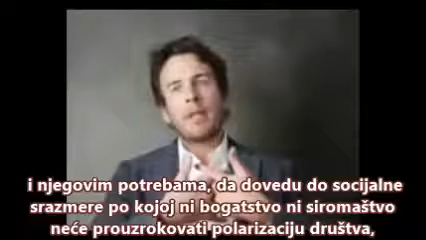 i njegovim potrebama, da dovedu do socijalne
srazmere po kojoj ni bogatstvo ni siromaštvo
neće prouzrokovati polarizaciju društva,